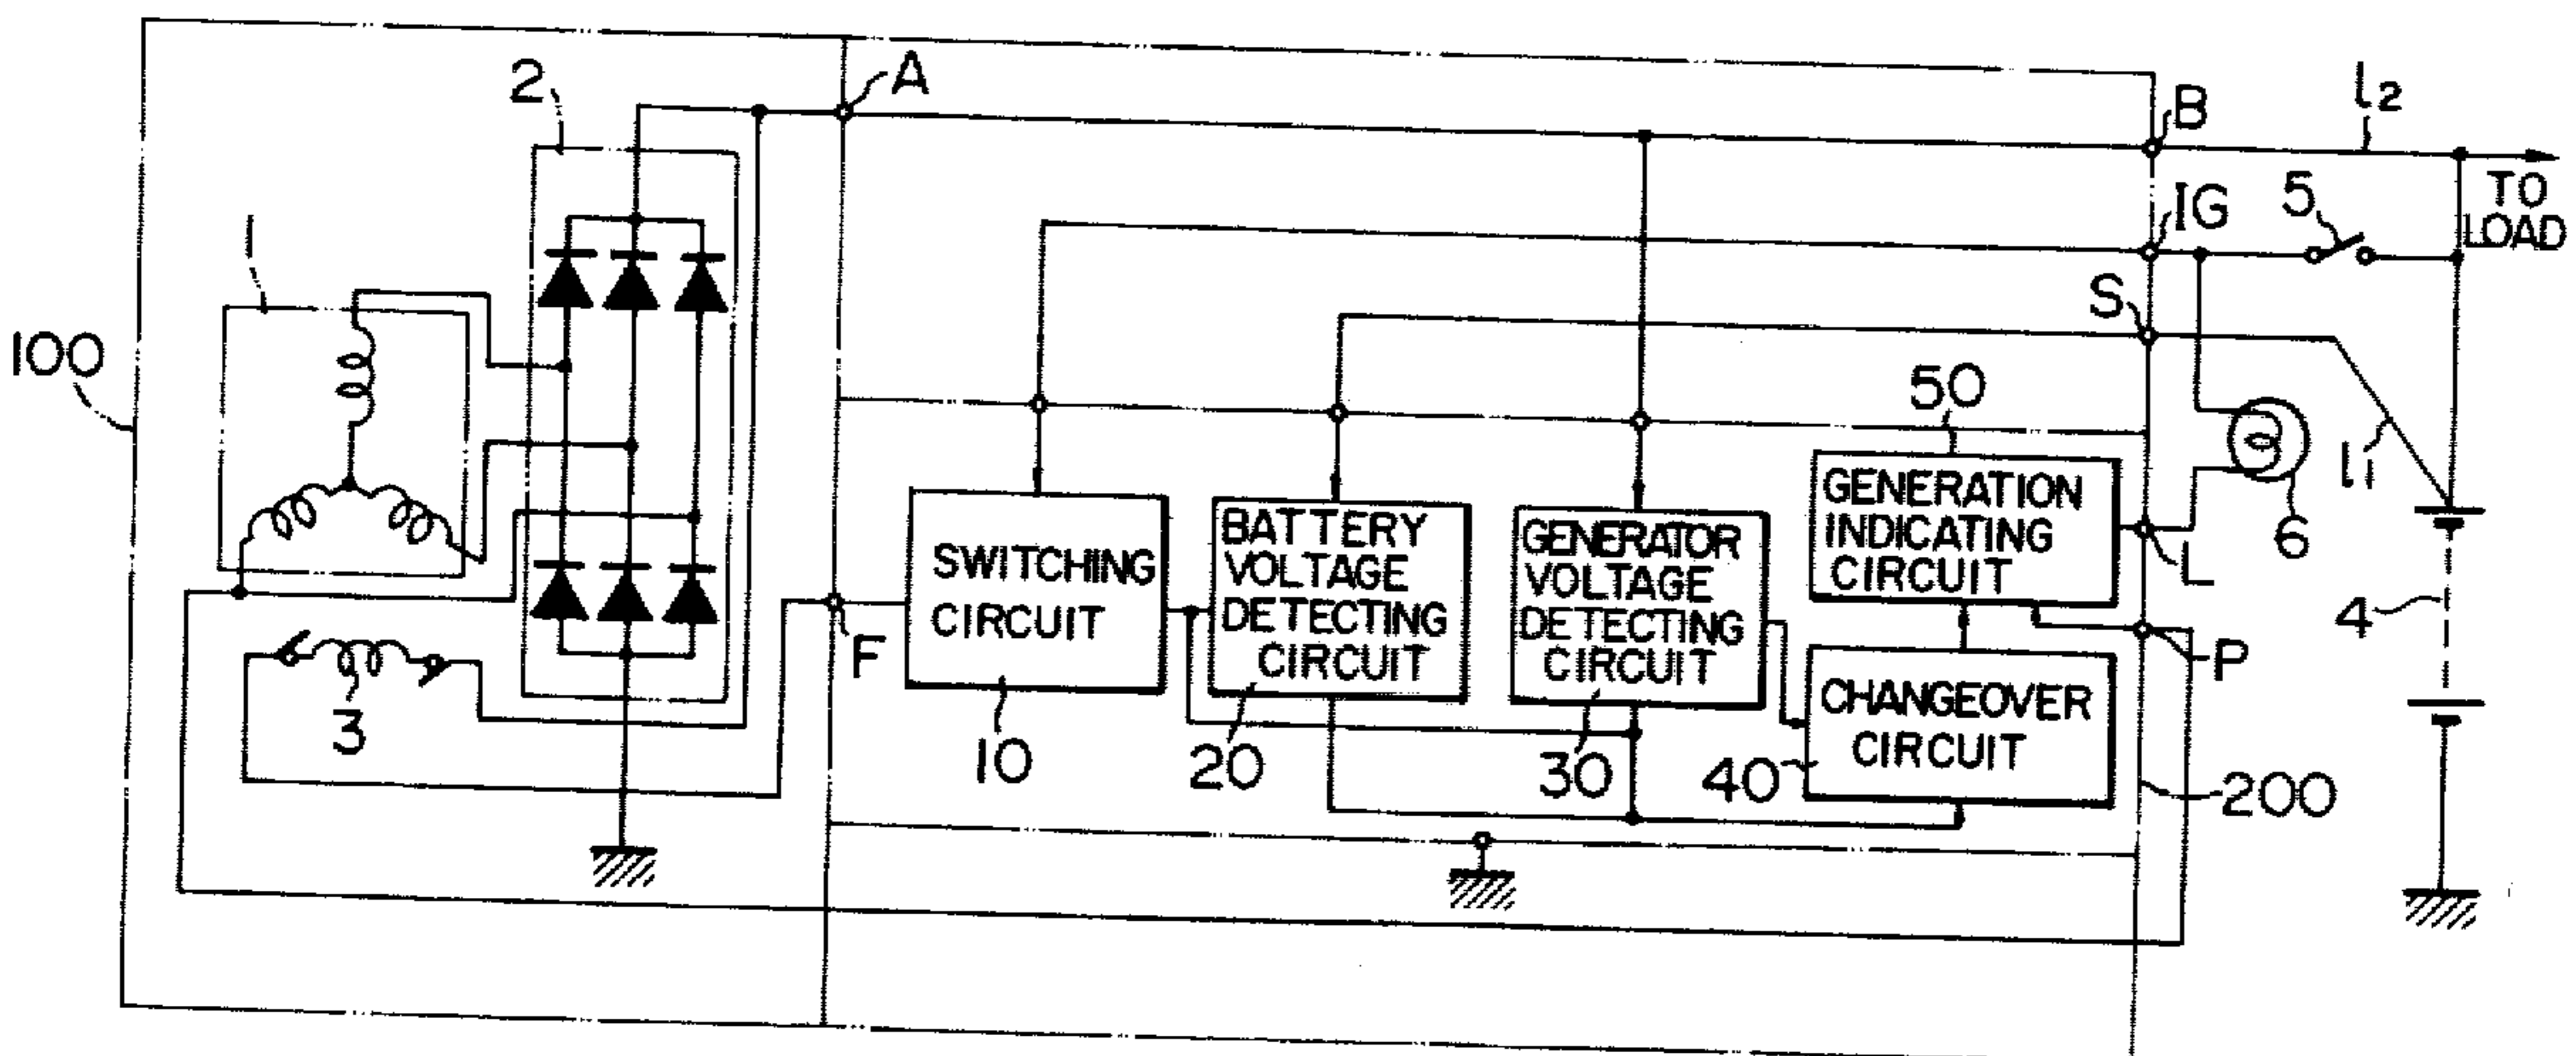 2
A
B
l2
TO
LOAD
5
IG
S
1
100
50
GENERATION
INDICATING
CIRCUIT
l1
6
L
BATTERY
VOLTAGE
DETECTING
CIRCUIT
GENERATOR
VOLTAGE
DETECTING
CIRCUIT
SWITCHING
CIRCUIT
F
P
4
3
10
20
30
40
CHANGEOVER
CIRCUIT
200